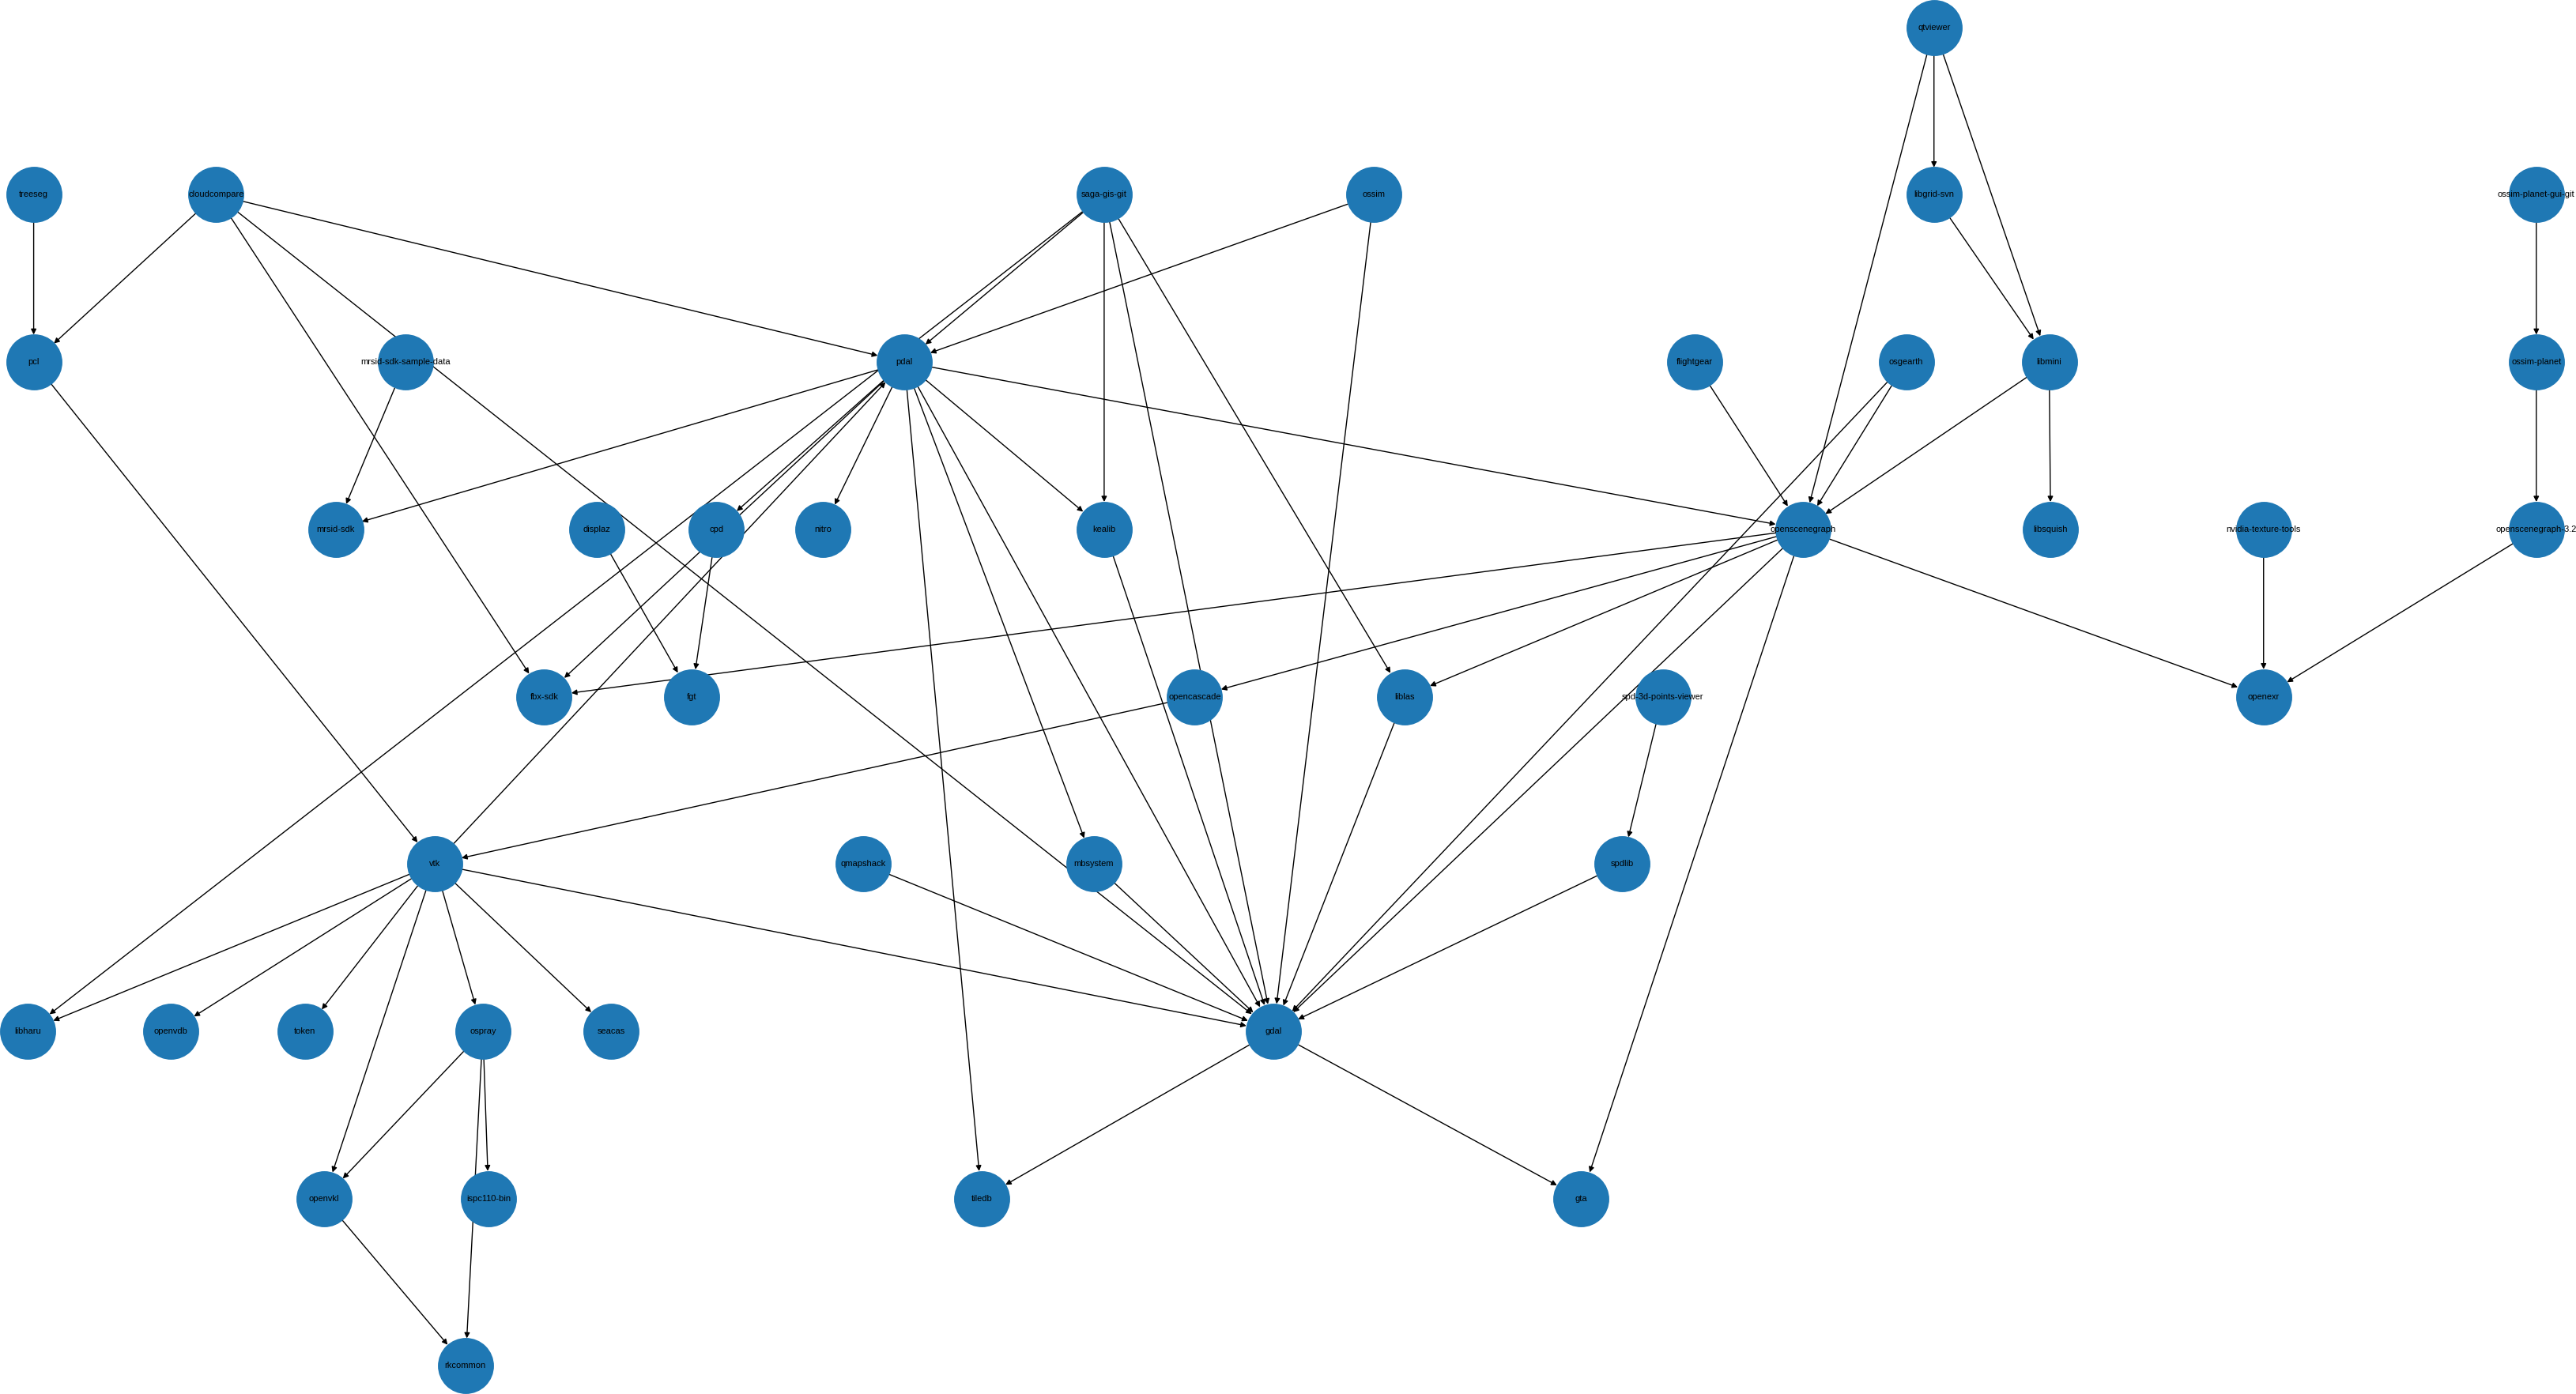 qtviewer
treeseg
cloudcompare
saga-gis-git
ossim
libgrid-svn
ossim-planet-gui-git
pcl
mrsid-sdk-sample-data
pdal
flightgear
osgearth
libmini
ossim-planet
mrsid-sdk
displaz
cpd
nitro
kealib
openscenegraph
libsquish
nvidia-texture-tools
openscenegraph-3.2
fbx-sdk
fgt
opencascade
liblas
spd-3d-points-viewer
openexr
vtk
qmapshack
mbsystem
spdlib
libharu
openvdb
token
ospray
seacas
gdal
openvkl
ispc110-bin
tiledb
gta
rkcommon